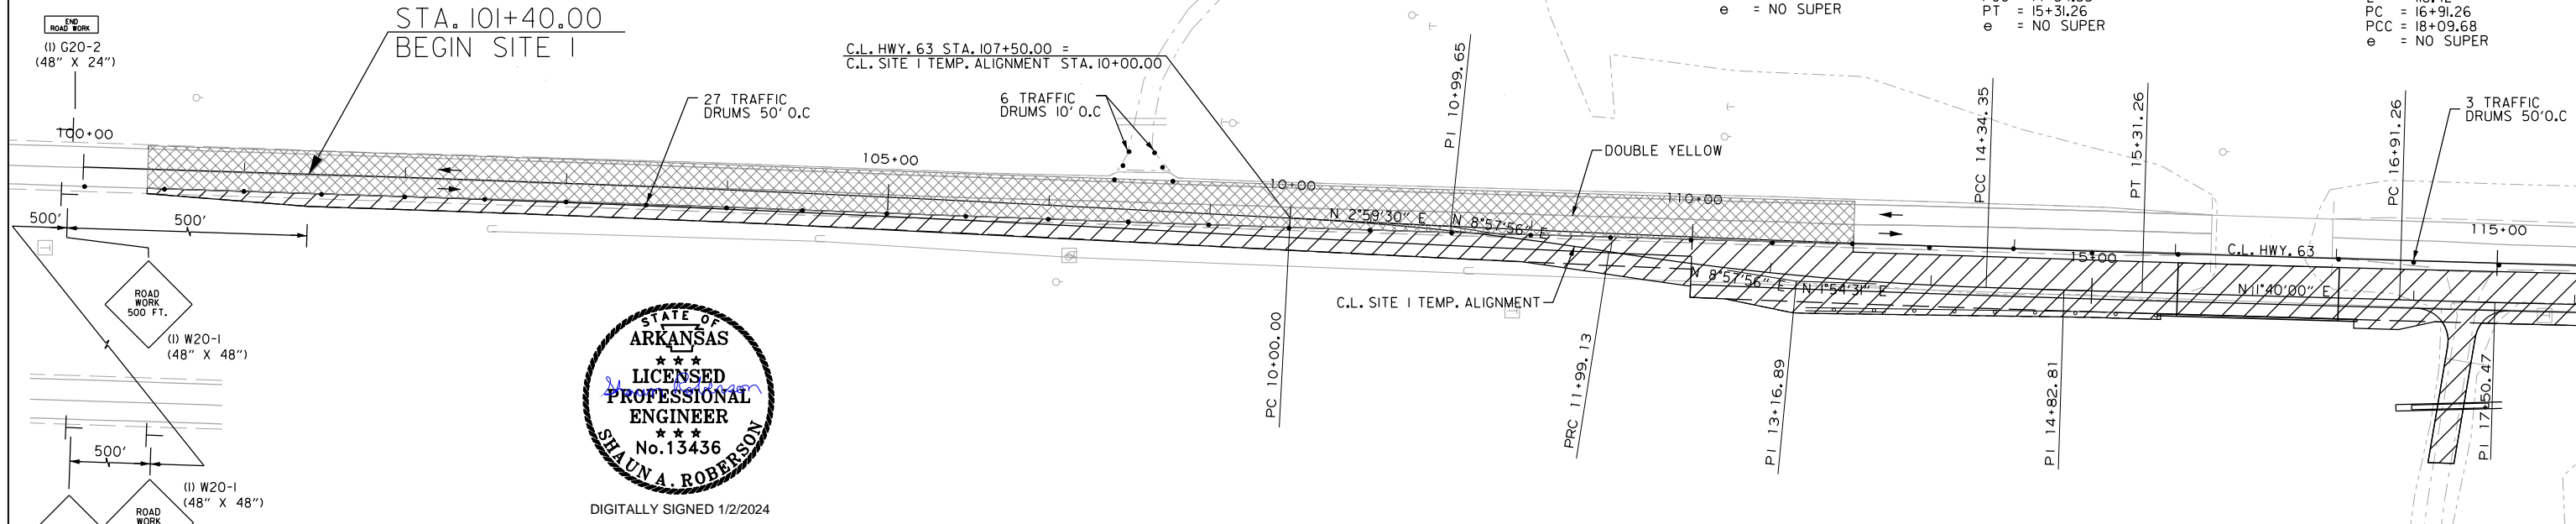 END
ROAD WORK
(1) G20-2
(48" X 24")
STA. 101+40.00
BEGIN SITE 1
C.L. HWY. 63 STA. 107+50.00 =
C.L. SITE 1 TEMP. ALIGNMENT STA. 10+00.00
27 TRAFFIC
DRUMS 50' O.C
6 TRAFFIC
DRUMS 10' O.C
PI 10+99.65
DOUBLE YELLOW
e = NO SUPER
PT = 15+31.26
e = NO SUPER
PC = 16+91.26
PCC = 18+09.68
e = NO SUPER
PCC 14+34.35
PT 15+31.26
PC 16+91.26
3 TRAFFIC
DRUMS 50' O.C
100+00
105+00
10+00
110+00
115+00
N 2°59'30" E
N 8°57'56" E
N 8°57'56" E
N 1°54'31" E
15+00
C.L. HWY. 63
N 11°40'00" E
500'
500'
ROAD
WORK
500 FT.
(1) W20-1
(48" X 48")
C.L. SITE 1 TEMP. ALIGNMENT
PC 10+00.00
PRC 11+99.13
PI 13+16.89
PI 14+82.81
PI 17+50.47
STATE OF
ARKANSAS
LICENSED
PROFESSIONAL
ENGINEER
No. 13436
SHAUN A. ROBERSON
Shaun Roberson
DIGITALLY SIGNED 1/2/2024
500'
(1) W20-1
(48" X 48")
ROAD
WORK